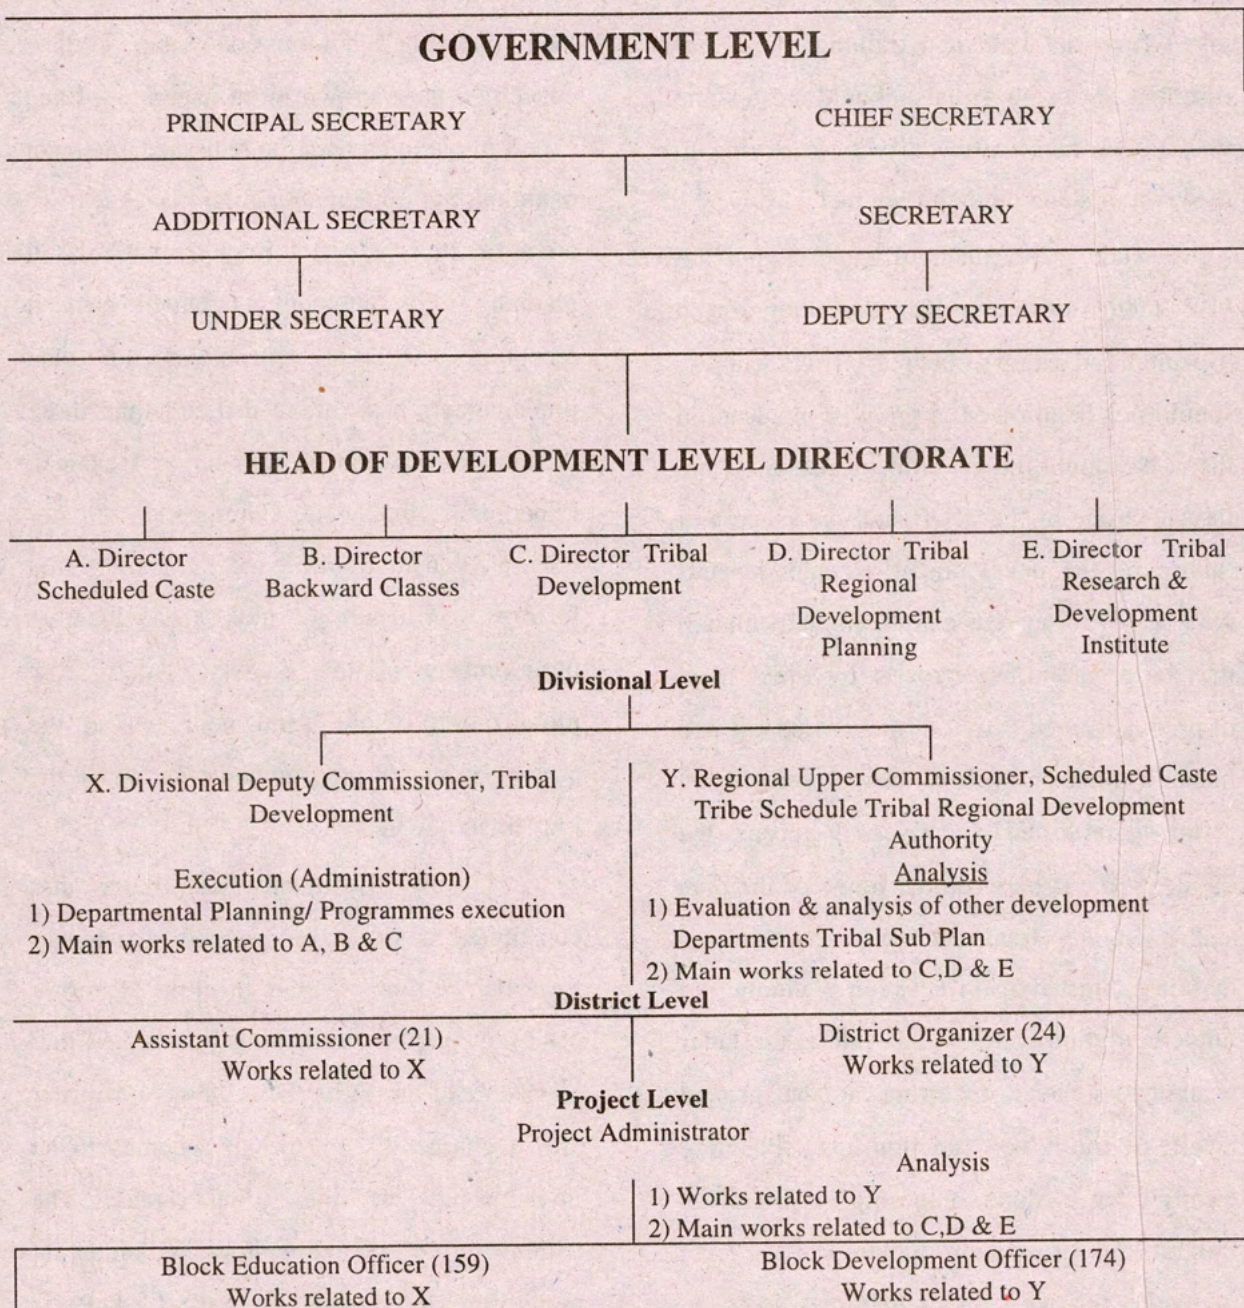 GOVERNMENT LEVEL
PRINCIPAL SECRETARY
CHIEF SECRETARY
ADDITIONAL SECRETARY
SECRETARY
UNDER SECRETARY
DEPUTY SECRETARY
HEAD OF DEVELOPMENT LEVEL DIRECTORATE
A. Director
Scheduled Caste
B. Director
Backward Classes
C. Director Tribal
Development
D. Director Tribal
Regional
Development
Planning
E. Director Tribal
Research &
Development
Institute
Divisional Level
X. Divisional Deputy Commissioner, Tribal
Development
Execution (Administration)
1) Departmental Planning/ Programmes execution
2) Main works related to A, B & C
Y. Regional Upper Commissioner, Scheduled Caste
Tribe Schedule Tribal Regional Development
Authority
Analysis
1) Evaluation & analysis of other development
Departments Tribal Sub Plan
2) Main works related to C,D & E
District Level
Assistant Commissioner (21)
Works related to X
District Organizer (24)
Works related to Y
Project Level
Project Administrator
Analysis
1) Works related to Y
2) Main works related to C,D & E
Block Education Officer (159)
Works related to X
Block Development Officer (174)
Works related to Y